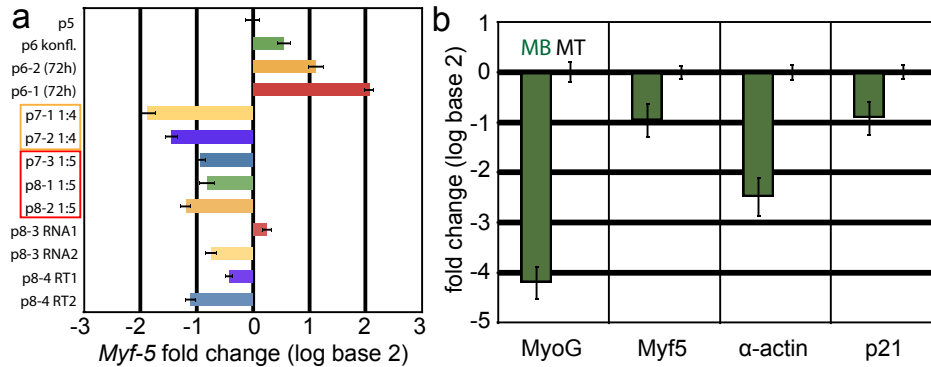 a
p5
p6 konfl.
p6-2 (72h)
p6-1 (72h)
p7-1 1:4
p7-2 1:4
p7-3 1:5
p8-1 1:5
p8-2 1:5
p8-3 RNA1
p8-3 RNA2
p8-4 RT1
p8-4 RT2
-3 -2 -1 0 1 2 3
Myf-5 fold change (log base 2)
b
MB MT
1
0
-1
-2
-3
-4
-5
fold change (log base 2)
MyoG Myf5 α-actin p21